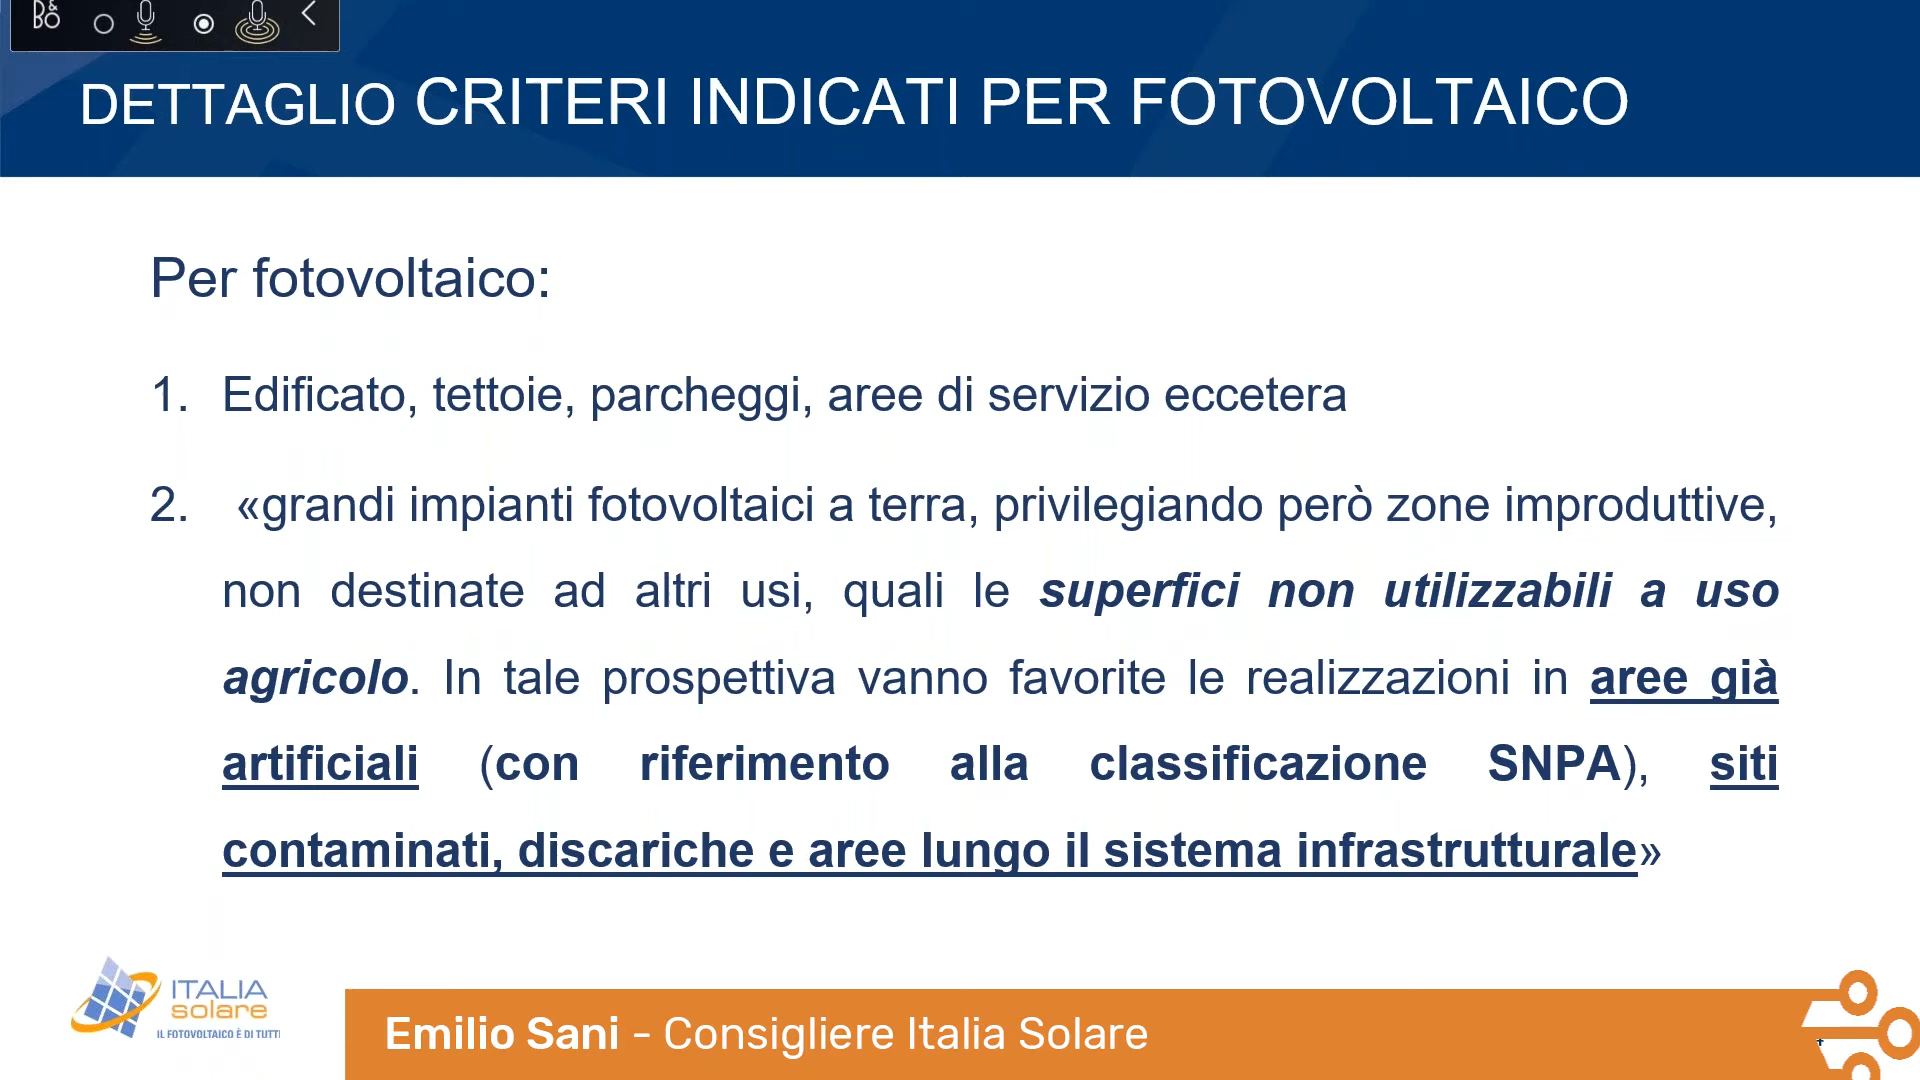 B&O
DETTAGLIO CRITERI INDICATI PER FOTOVOLTAICO
Per fotovoltaico:
1. Edificato, tettoie, parcheggi, aree di servizio eccetera
2. «grandi impianti fotovoltaici a terra, privilegiando però zone improduttive,
non destinate ad altri usi, quali le superfici non utilizzabili a uso
agricolo. In tale prospettiva vanno favorite le realizzazioni in aree già
artificiali (con riferimento alla classificazione SNPA), siti
contaminati, discariche e aree lungo il sistema infrastrutturale»
ITALIA
solare
IL FOTOVOLTAICO È DI TUTTI
Emilio Sani - Consigliere Italia Solare